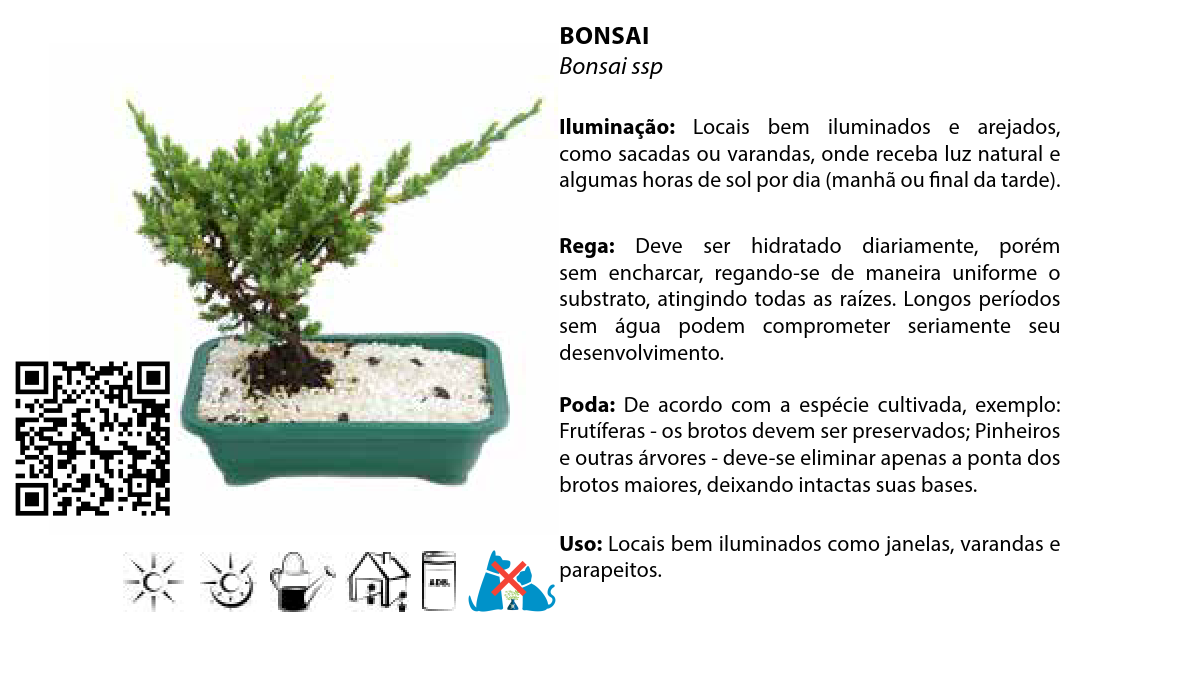 BONSAI
Bonsai ssp
Iluminação: Locais bem iluminados e arejados,
como sacadas ou varandas, onde receba luz natural e
algumas horas de sol por dia (manhã ou final da tarde).
Rega: Deve ser hidratado diariamente, porém
sem encharcar, regando-se de maneira uniforme o
substrato, atingindo todas as raízes. Longos períodos
sem água podem comprometer seriamente seu
desenvolvimento.
Poda: De acordo com a espécie cultivada, exemplo:
Frutíferas - os brotos devem ser preservados; Pinheiros
e outras árvores - deve-se eliminar apenas a ponta dos
brotos maiores, deixando intactas suas bases.
Uso: Locais bem iluminados como janelas, varandas e
parapeitos.
ADB.